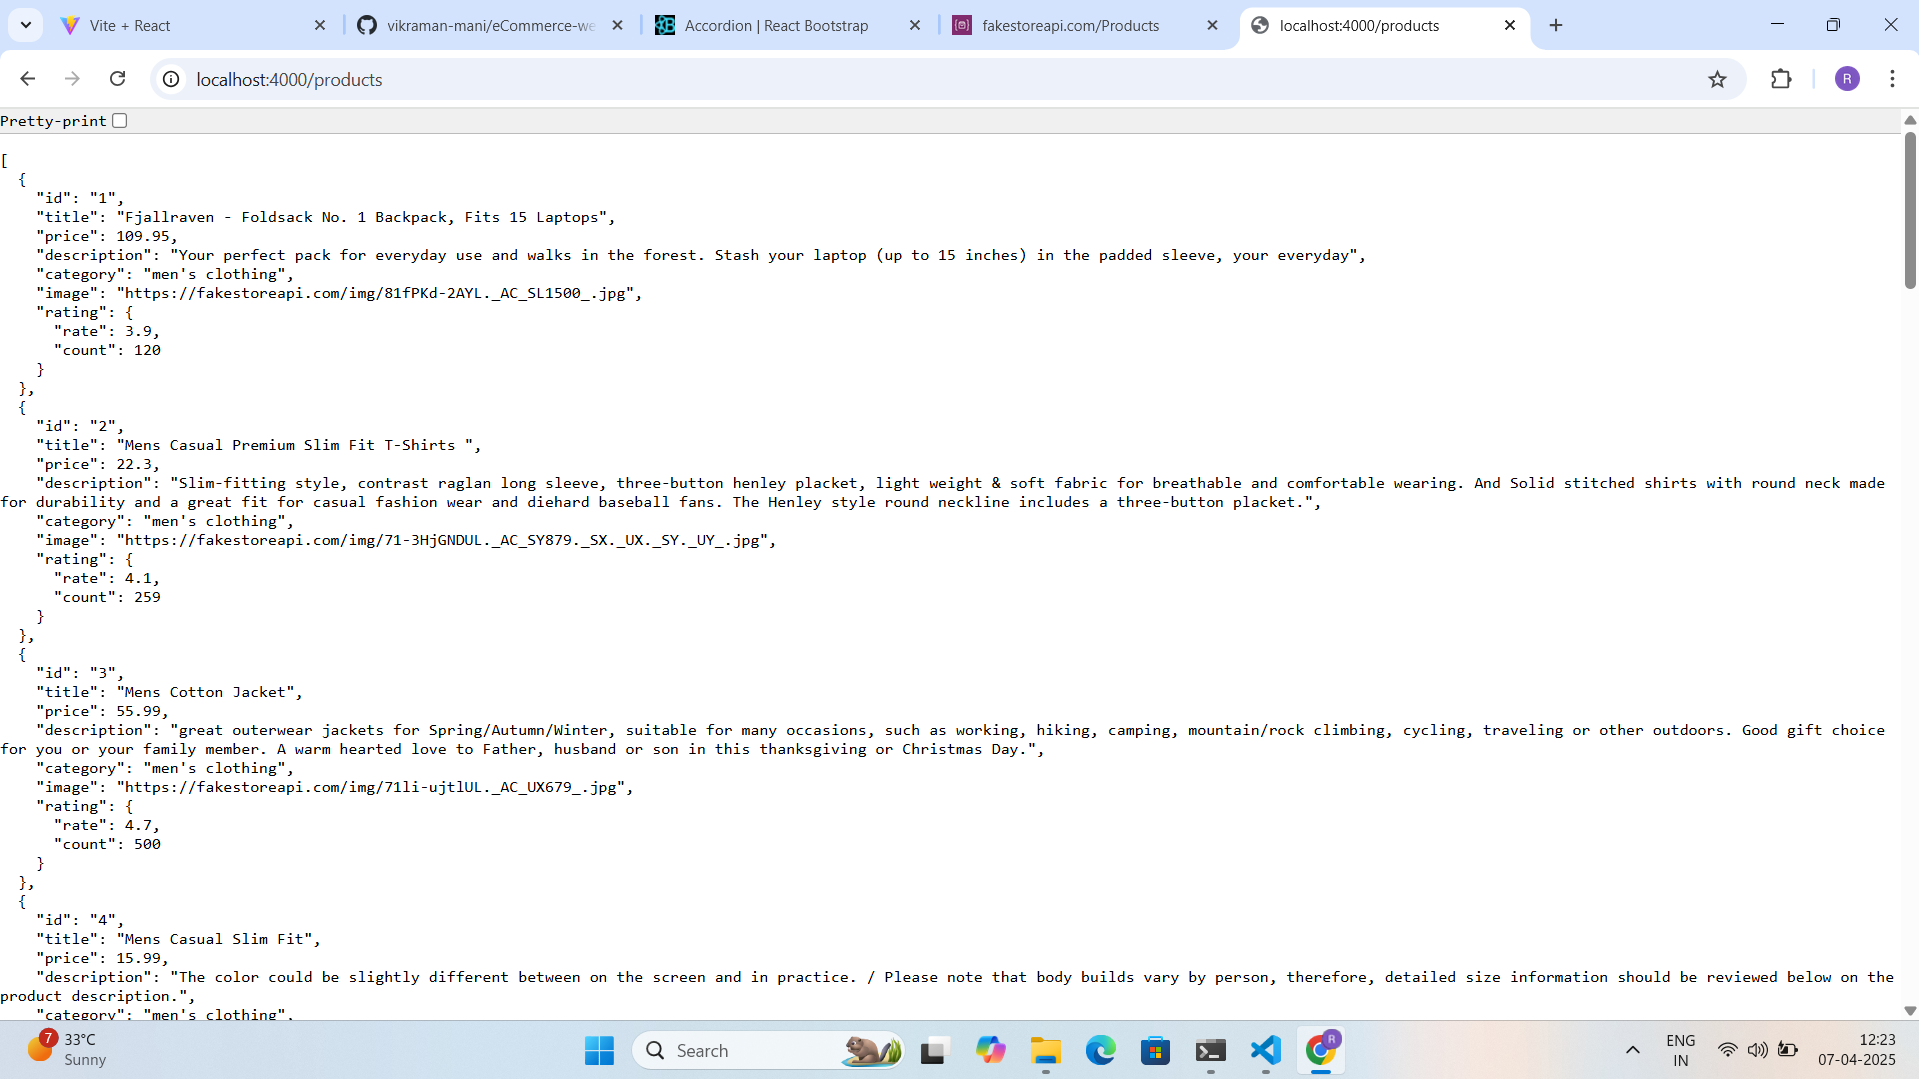 Vite + React
vikraman-mani/eCommerce-we
Accordion | React Bootstrap
fakestoreapi.com/Products
localhost:4000/products
localhost:4000/products
R
Pretty-print
[
  {
    "id": "1",
    "title": "Fjallraven - Foldsack No. 1 Backpack, Fits 15 Laptops",
    "price": 109.95,
    "description": "Your perfect pack for everyday use and walks in the forest. Stash your laptop (up to 15 inches) in the padded sleeve, your everyday",
    "category": "men's clothing",
    "image": "https://fakestoreapi.com/img/81fPKd-2AYL._AC_SL1500_.jpg",
    "rating": {
      "rate": 3.9,
      "count": 120
    }
  },
  {
    "id": "2",
    "title": "Mens Casual Premium Slim Fit T-Shirts ",
    "price": 22.3,
    "description": "Slim-fitting style, contrast raglan long sleeve, three-button henley placket, light weight & soft fabric for breathable and comfortable wearing. And Solid stitched shirts with round neck made
for durability and a great fit for casual fashion wear and diehard baseball fans. The Henley style round neckline includes a three-button placket.",
    "category": "men's clothing",
    "image": "https://fakestoreapi.com/img/71-3HjGNDUL._AC_SY879._SX._UX._SY._UY_.jpg",
    "rating": {
      "rate": 4.1,
      "count": 259
    }
  },
  {
    "id": "3",
    "title": "Mens Cotton Jacket",
    "price": 55.99,
    "description": "great outerwear jackets for Spring/Autumn/Winter, suitable for many occasions, such as working, hiking, camping, mountain/rock climbing, cycling, traveling or other outdoors. Good gift choice
for you or your family member. A warm hearted love to Father, husband or son in this thanksgiving or Christmas Day.",
    "category": "men's clothing",
    "image": "https://fakestoreapi.com/img/71li-ujtlUL._AC_UX679_.jpg",
    "rating": {
      "rate": 4.7,
      "count": 500
    }
  },
  {
    "id": "4",
    "title": "Mens Casual Slim Fit",
    "price": 15.99,
    "description": "The color could be slightly different between on the screen and in practice. / Please note that body builds vary by person, therefore, detailed size information should be reviewed below on the
product description.",
    "category": "men's clothing",
7
33°C
Sunny
Search
R
ENG
IN
12:23
07-04-2025